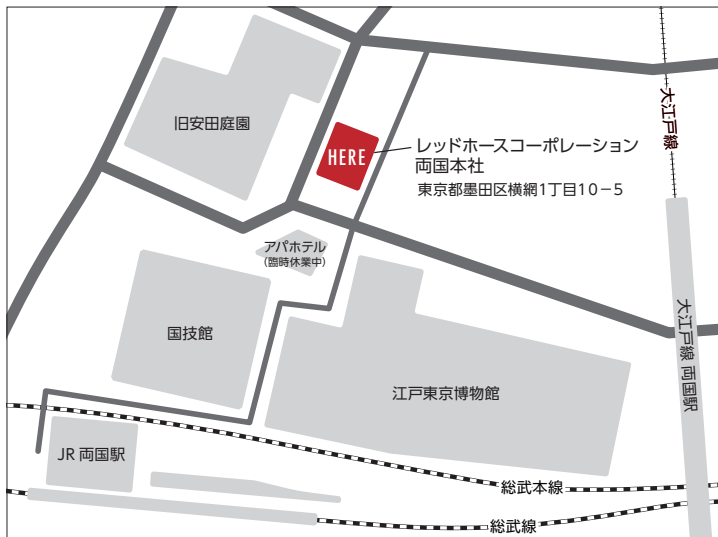 大江戸線
旧安田庭園
HERE
レッドホースコーポレーション
両国本社
東京都墨田区横網1丁目10−5
アパホテル
(臨時休業中)
国技館
江戸東京博物館
大江戸線 両国駅
JR 両国駅
総武本線
総武線